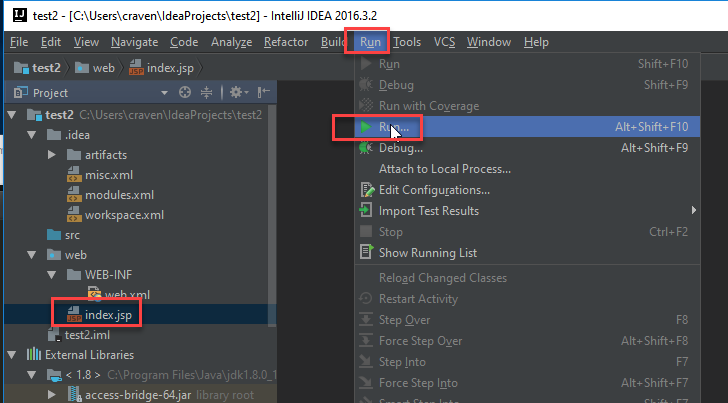 test2 - [C:\Users\craven\IdeaProjects\test2] - IntelliJ IDEA 2016.3.2
File Edit View Navigate Code Analyze Refactor Build Run Tools VCS Window Help
test2 web index.jsp
Project
test2 C:\Users\craven\IdeaProjects\test2
.idea
artifacts
misc.xml
modules.xml
workspace.xml
src
web
WEB-INF
web.xml
index.jsp
test2.iml
External Libraries
< 1.8 > C:\Program Files\Java\jdk1.8.0_1
access-bridge-64.jar library root
Run Shift+F10
Debug Shift+F9
Run with Coverage
Run... Alt+Shift+F10
Debug... Alt+Shift+F9
Attach to Local Process...
Edit Configurations...
Import Test Results
Stop Ctrl+F2
Show Running List
Reload Changed Classes
Restart Activity
Step Over F8
Force Step Over Alt+Shift+F8
Step Into F7
Force Step Into Alt+Shift+F7
Smart Step Into Shift+F7